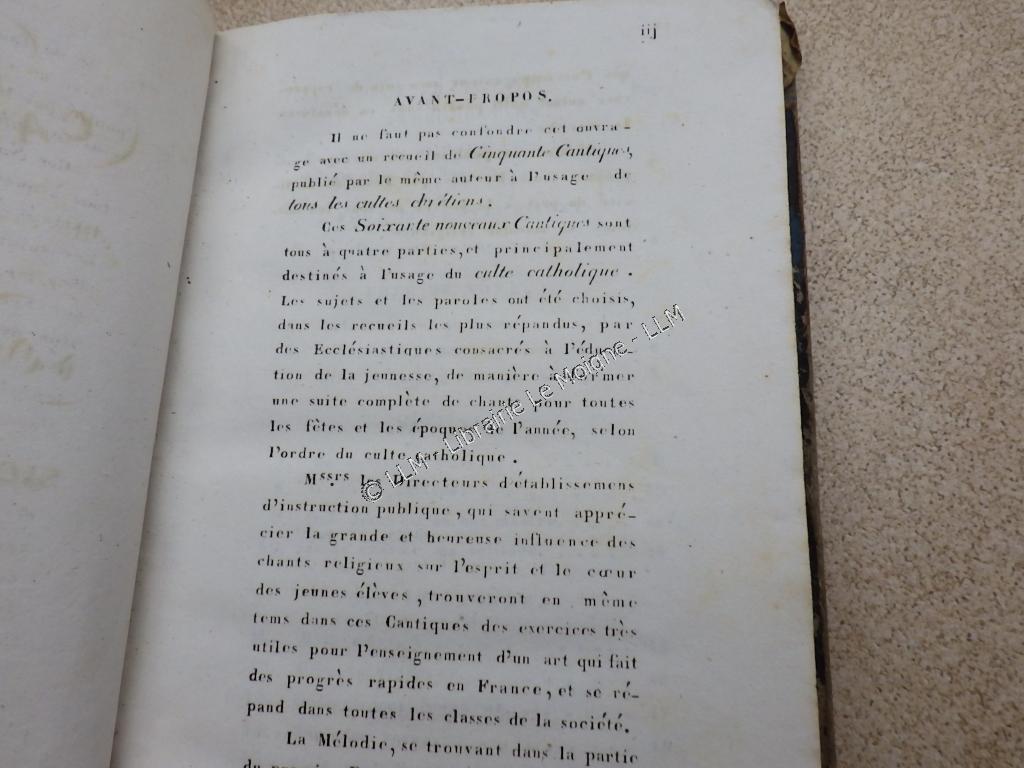 iij
AVANT-PROPOS.
Il ne faut pas confondre cet ouvra-
ge avec un recueil de Cinquante Cantiques,
publié par le même auteur à l'usage de
tous les cultes chrétiens.
Ces Soixante nouveaux Cantiques sont
tous à quatre parties, et principalement
destinés à l'usage du culte catholique.
Les sujets et les paroles ont été choisis,
dans les recueils les plus répandus, par
des Ecclésiastiques consacrés à l'éduca-
tion de la jeunesse, de manière à former
une suite complète de chants pour toutes
les fêtes et les époques de l'année, selon
l'ordre du culte catholique.
Mssrs les Directeurs d'établissemens
d'instruction publique, qui savent appré-
cier la grande et heureuse influence des
chants religieux sur l'esprit et le cœur
des jeunes élèves, trouveront en même
tems dans ces Cantiques des exercices très
utiles pour l'enseignement d'un art qui fait
des progrès rapides en France, et se ré-
pand dans toutes les classes de la société.
La Mélodie, se trouvant dans la partie
© LLM - Librairie Le Moigne - LLM